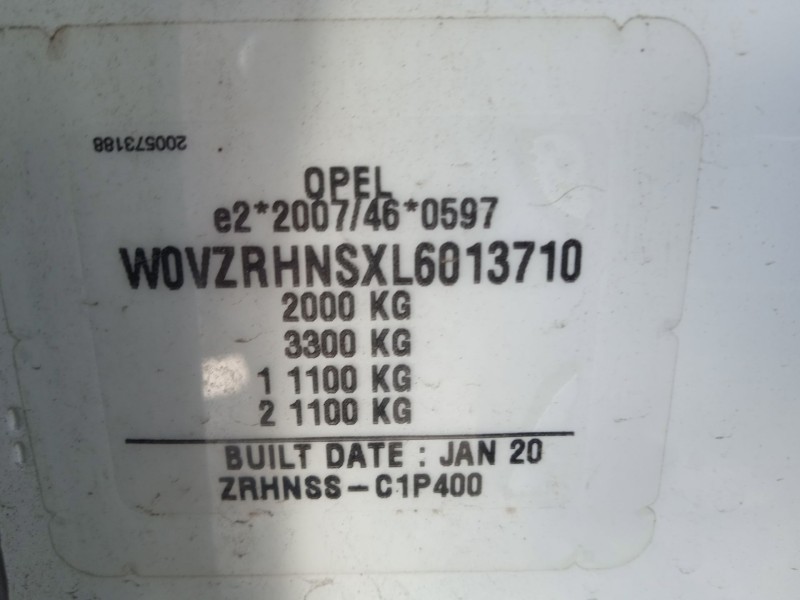 200573188
OPEL
e2*2007/46*0597
W0VZRHNSXL6013710
2000 KG
3300 KG
1 1100 KG
2 1100 KG
BUILT DATE : JAN 20
ZRHNSS-C1P400